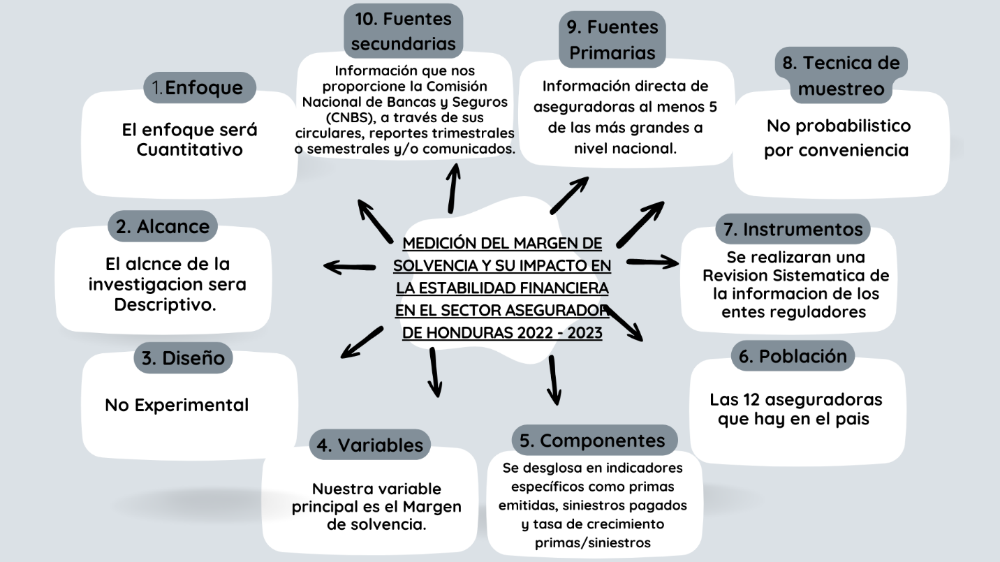 MEDICIÓN DEL MARGEN DE
SOLVENCIA Y SU IMPACTO EN
LA ESTABILIDAD FINANCIERA
EN EL SECTOR ASEGURADOR
DE HONDURAS 2022 - 2023
1.Enfoque
El enfoque será
Cuantitativo
2. Alcance
El alcnce de la
investigacion sera
Descriptivo.
3. Diseño
No Experimental
4. Variables
Nuestra variable
principal es el Margen
de solvencia.
5. Componentes
Se desglosa en indicadores
específicos como primas
emitidas, siniestros pagados
y tasa de crecimiento
primas/siniestros
6. Población
Las 12 aseguradoras
que hay en el pais
7. Instrumentos
Se realizaran una
Revision Sistematica de
la informacion de los
entes reguladores
8. Tecnica de
muestreo
No probabilistico
por conveniencia
9. Fuentes
Primarias
Información directa de
aseguradoras al menos 5
de las más grandes a
nivel nacional.
10. Fuentes
secundarias
Información que nos
proporcione la Comisión
Nacional de Bancas y Seguros
(CNBS), a través de sus
circulares, reportes trimestrales
o semestrales y/o comunicados.